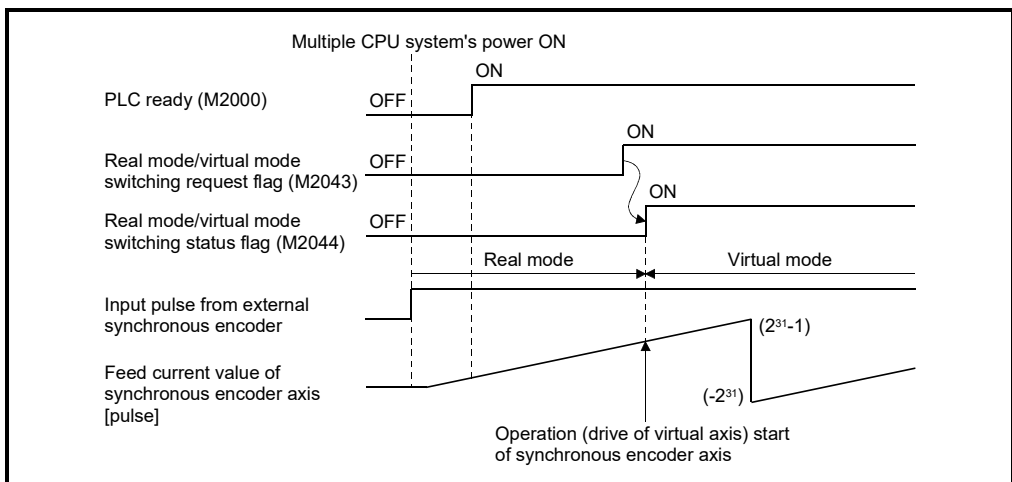 Multiple CPU system's power ON
ON
PLC ready (M2000)
OFF
ON
Real mode/virtual mode
switching request flag (M2043)
OFF
ON
Real mode/virtual mode
switching status flag (M2044)
OFF
Real mode
Virtual mode
Input pulse from external
synchronous encoder
(2³¹-1)
Feed current value of
synchronous encoder axis
[pulse]
(-2³¹)
Operation (drive of virtual axis) start
of synchronous encoder axis